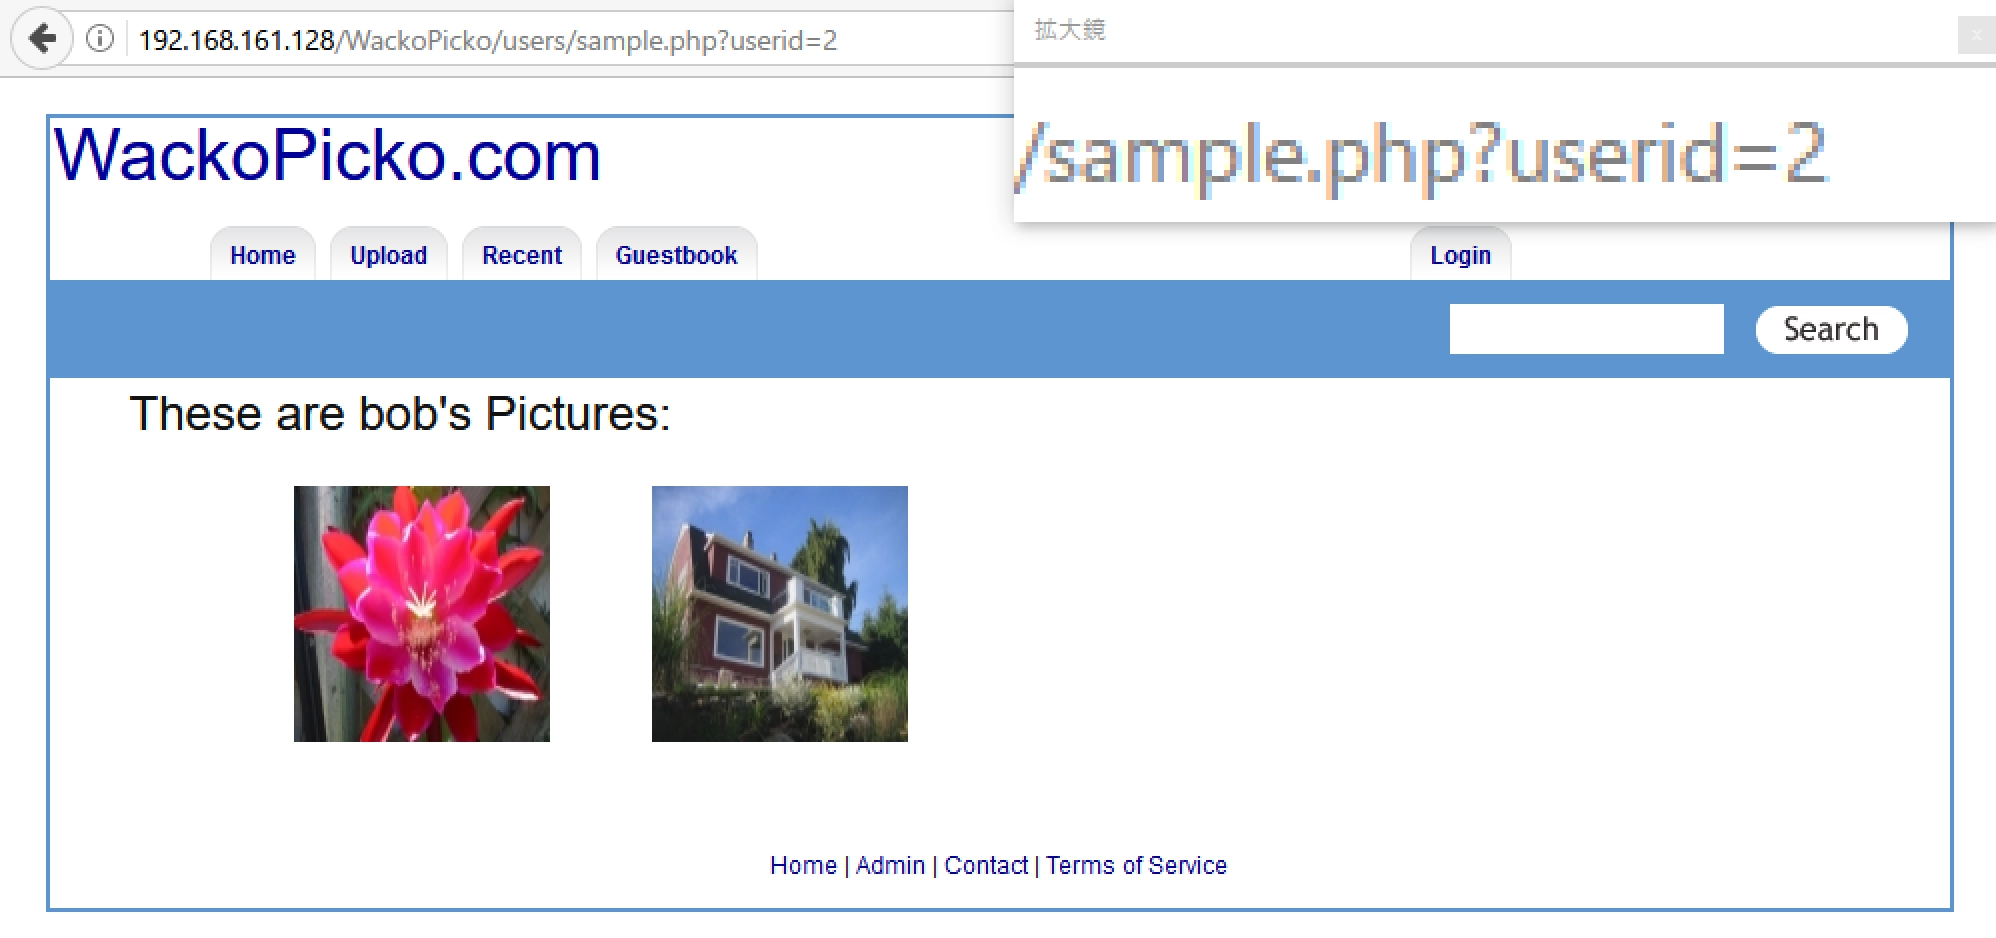 192.168.161.128/WackoPicko/users/sample.php?userid=2
拡大鏡
x
/sample.php?userid=2
WackoPicko.com
Home Upload Recent Guestbook Login
Search
These are bob's Pictures:
Home | Admin | Contact | Terms of Service